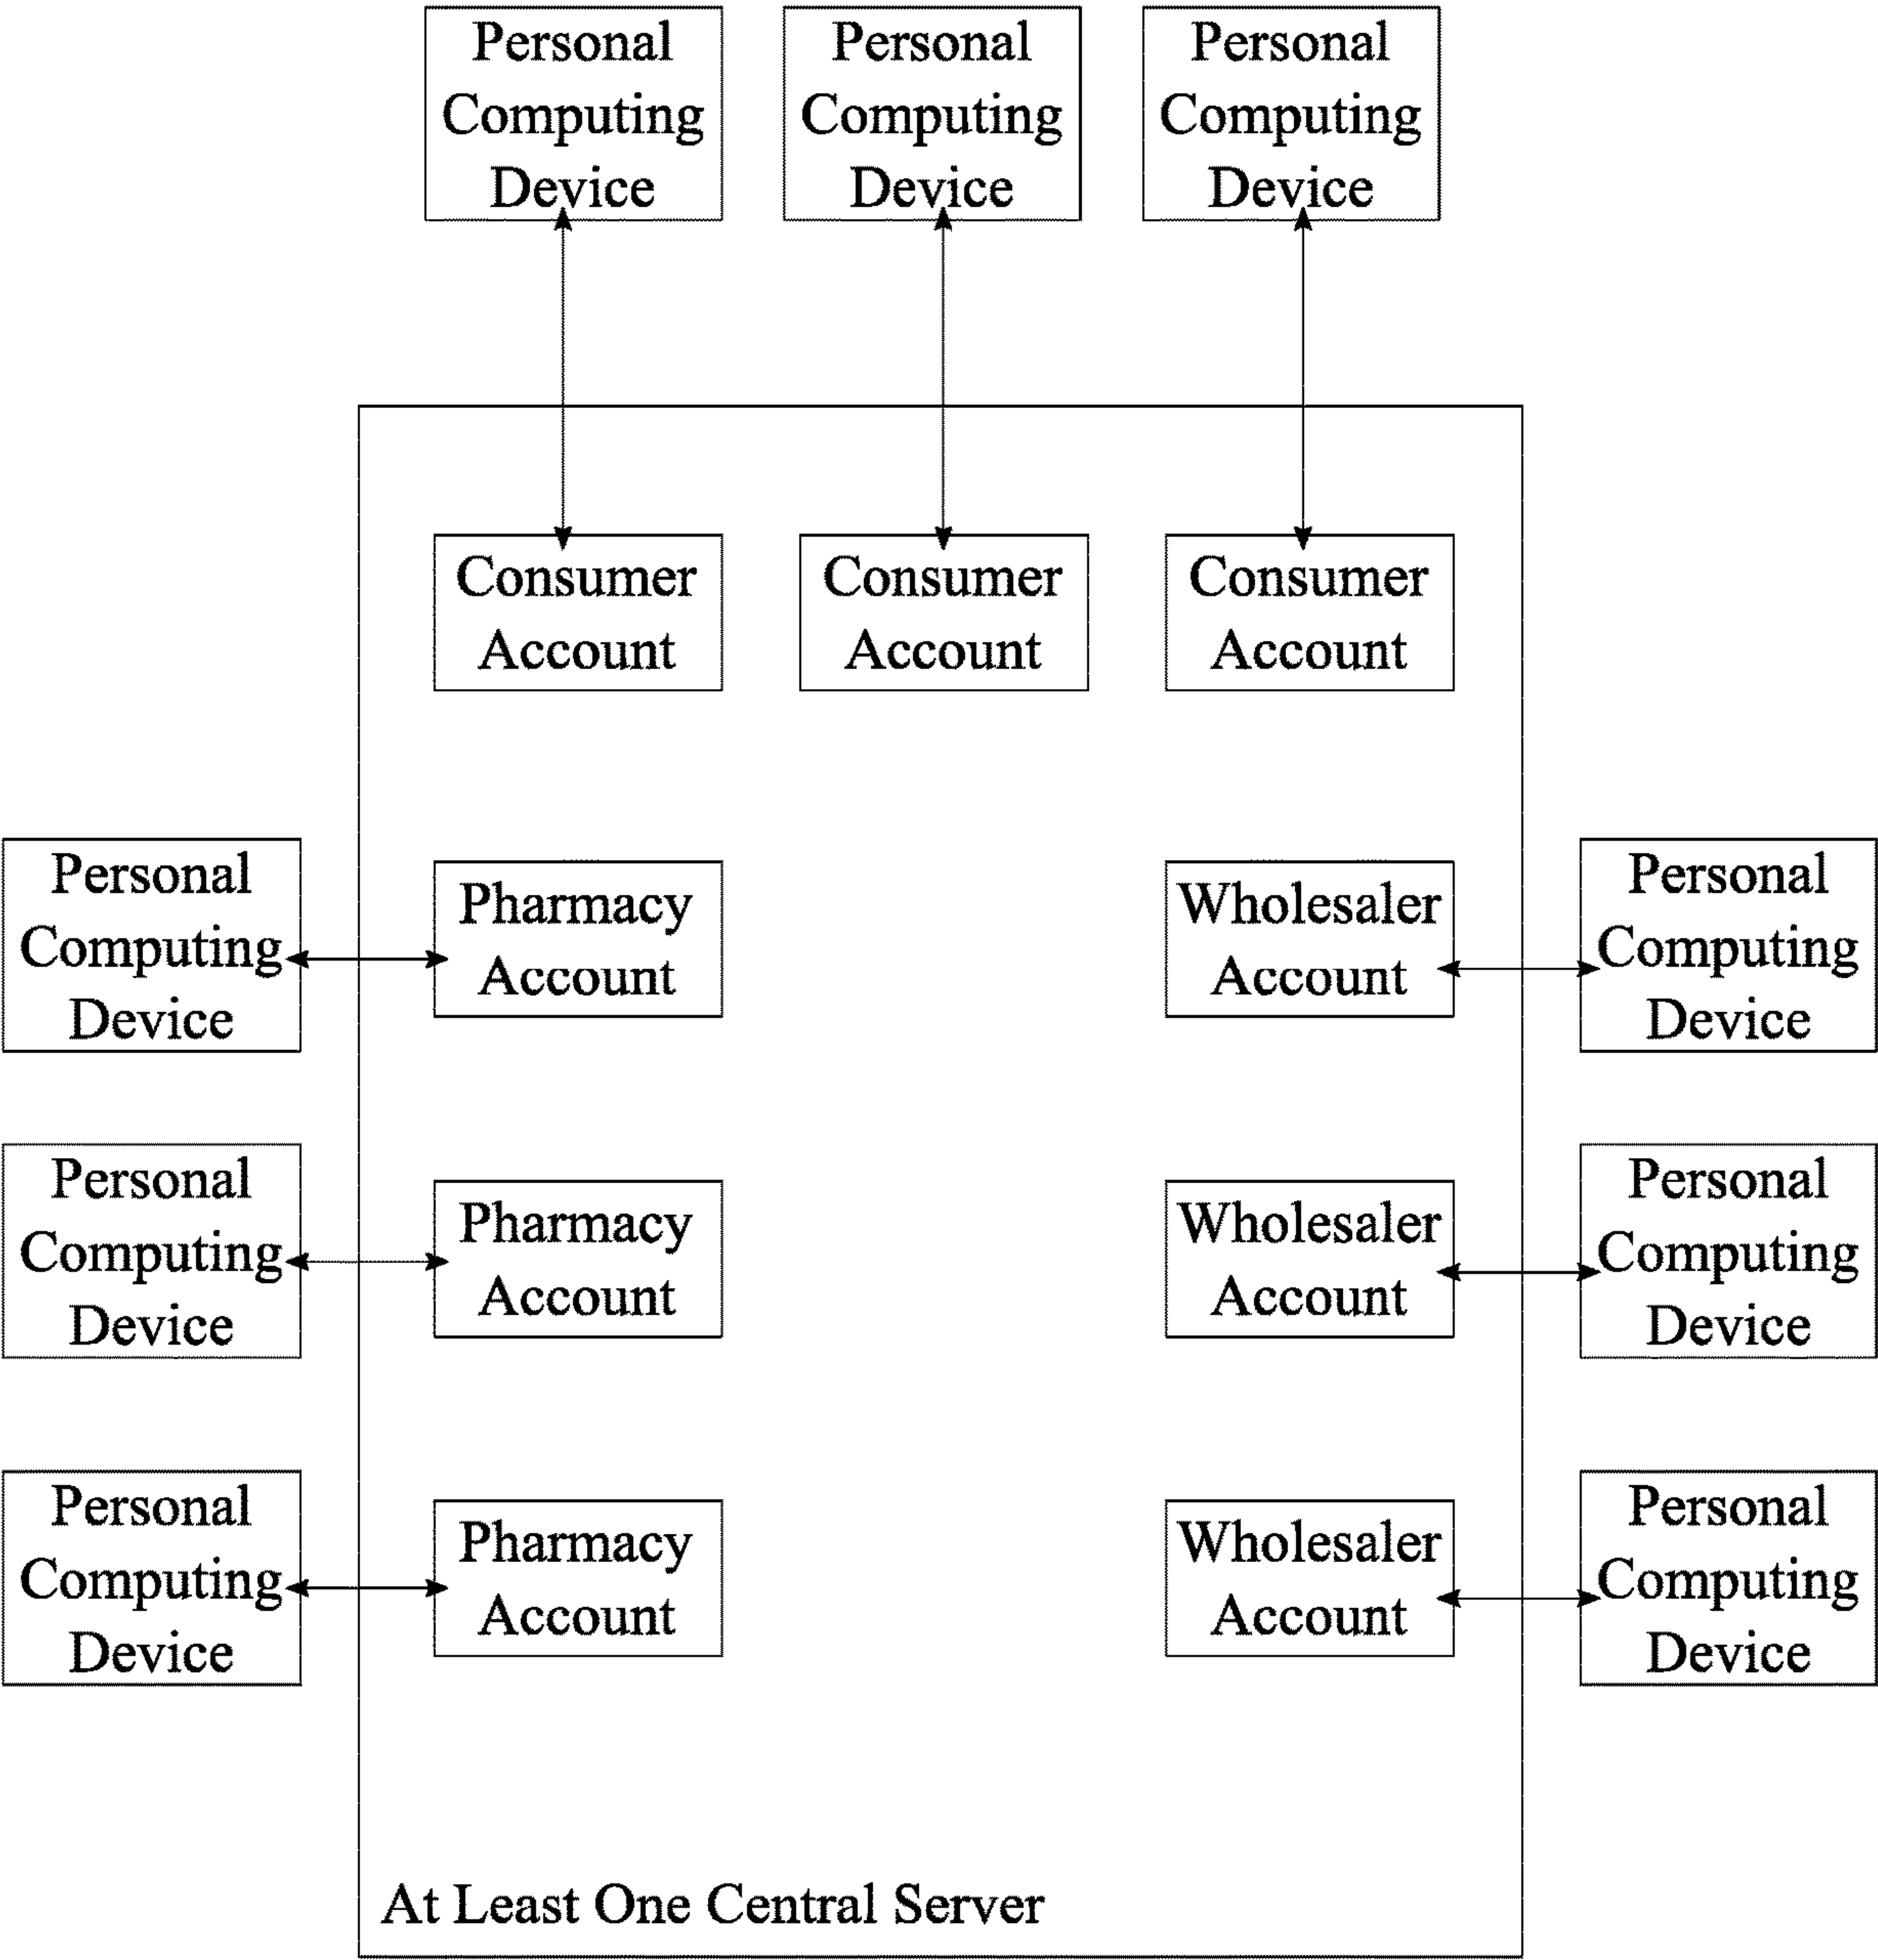 Personal
Computing
Device
Personal
Computing
Device
Personal
Computing
Device
Consumer
Account
Consumer
Account
Consumer
Account
Personal
Computing
Device
Pharmacy
Account
Wholesaler
Account
Personal
Computing
Device
Personal
Computing
Device
Pharmacy
Account
Wholesaler
Account
Personal
Computing
Device
Personal
Computing
Device
Pharmacy
Account
Wholesaler
Account
Personal
Computing
Device
At Least One Central Server